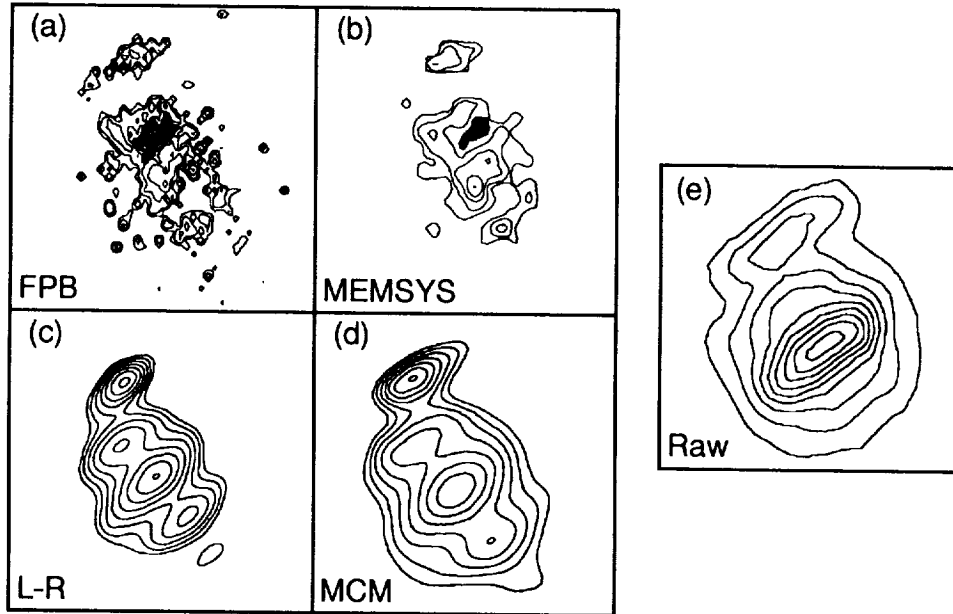 (a)
FPB
(b)
MEMSYS
(c)
L-R
(d)
MCM
(e)
Raw